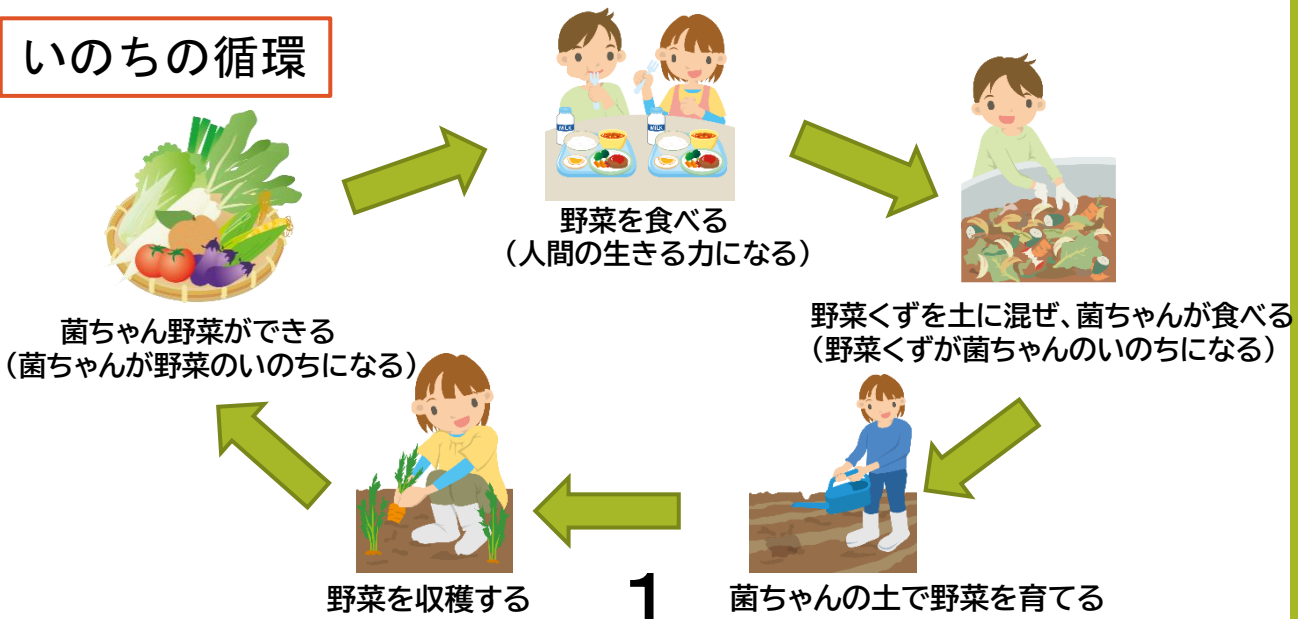 いのちの循環
MILK
MILK
野菜を食べる
（人間の生きる力になる）
野菜くずを土に混ぜ、菌ちゃんが食べる
（野菜くずが菌ちゃんのいのちになる）
菌ちゃんの土で野菜を育てる
野菜を収穫する
菌ちゃん野菜ができる
（菌ちゃんが野菜のいのちになる）
1